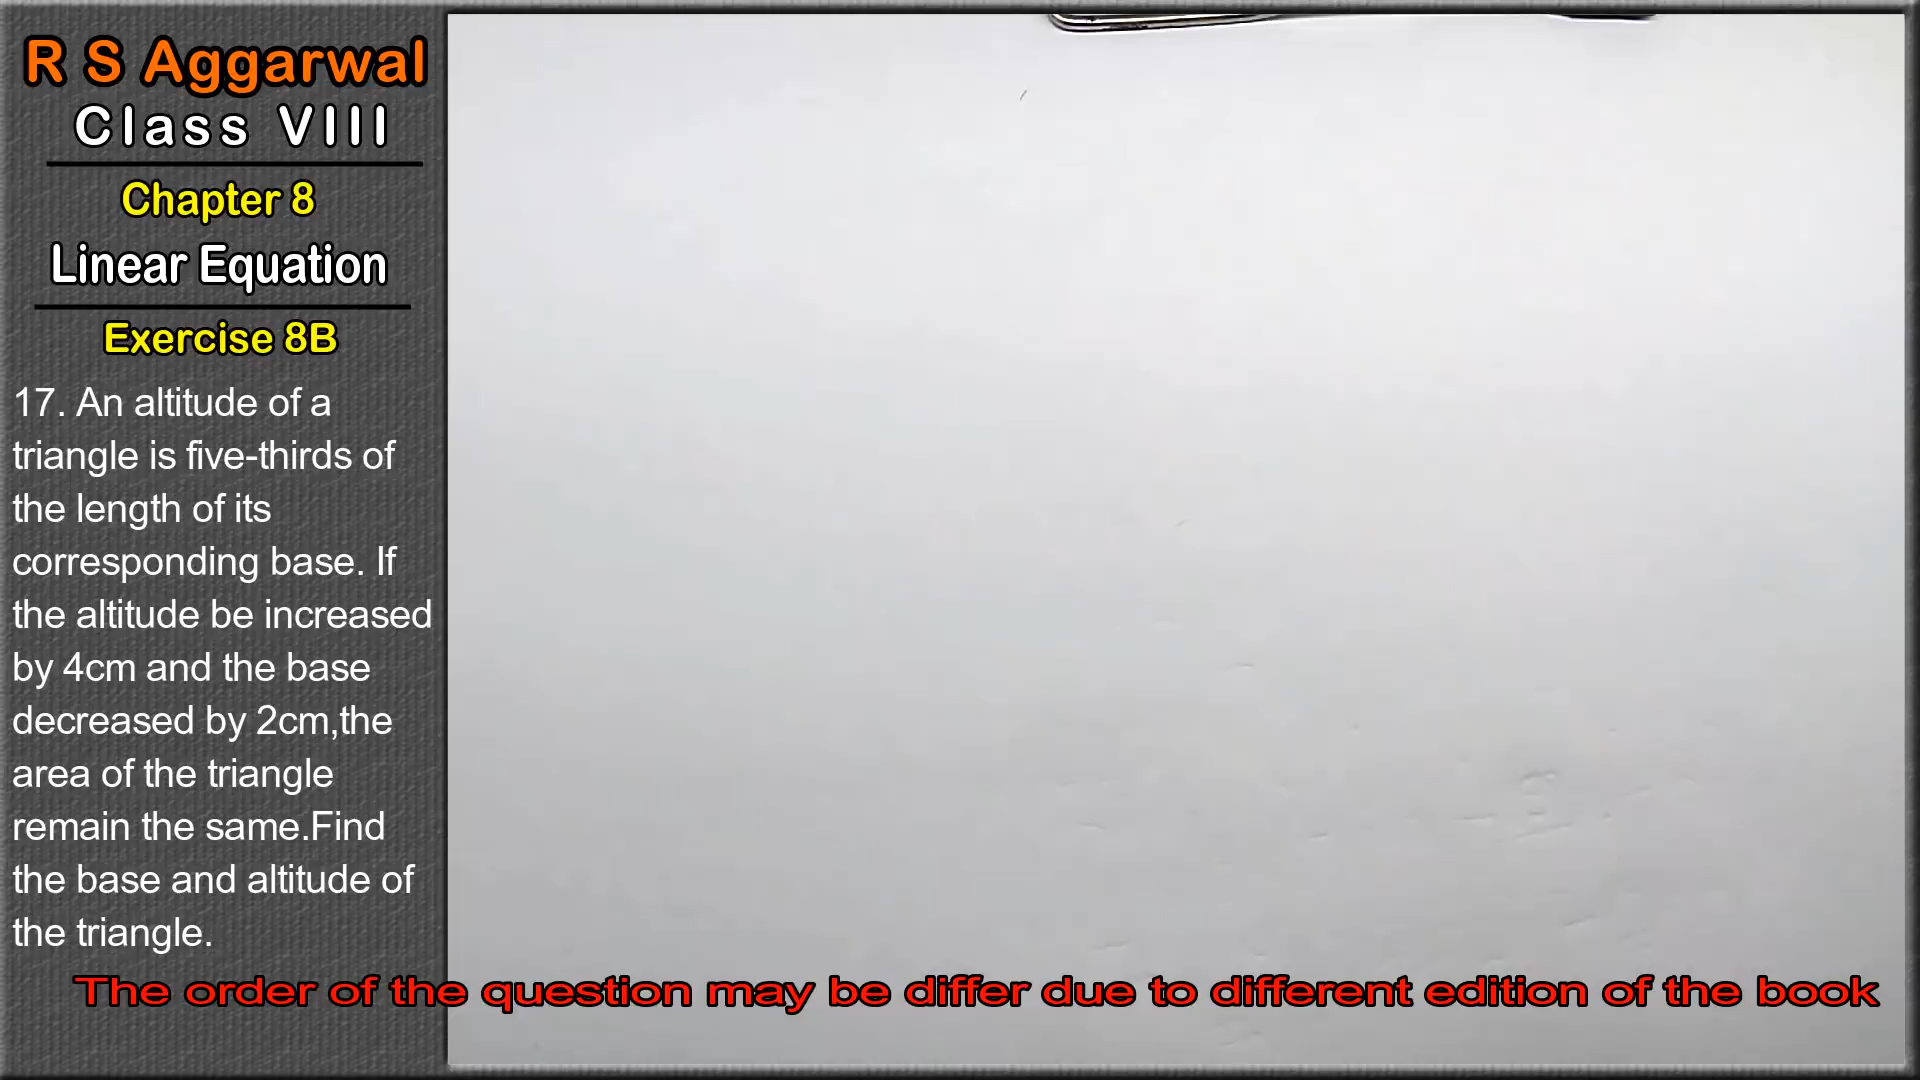 R S Aggarwal
Class VIII
Chapter 8
Linear Equation
Exercise 8B
17. An altitude of a
triangle is five-thirds of
the length of its
corresponding base. If
the altitude be increased
by 4cm and the base
decreased by 2cm,the
area of the triangle
remain the same.Find
the base and altitude of
the triangle.
The order of the question may be differ due to different edition of the book